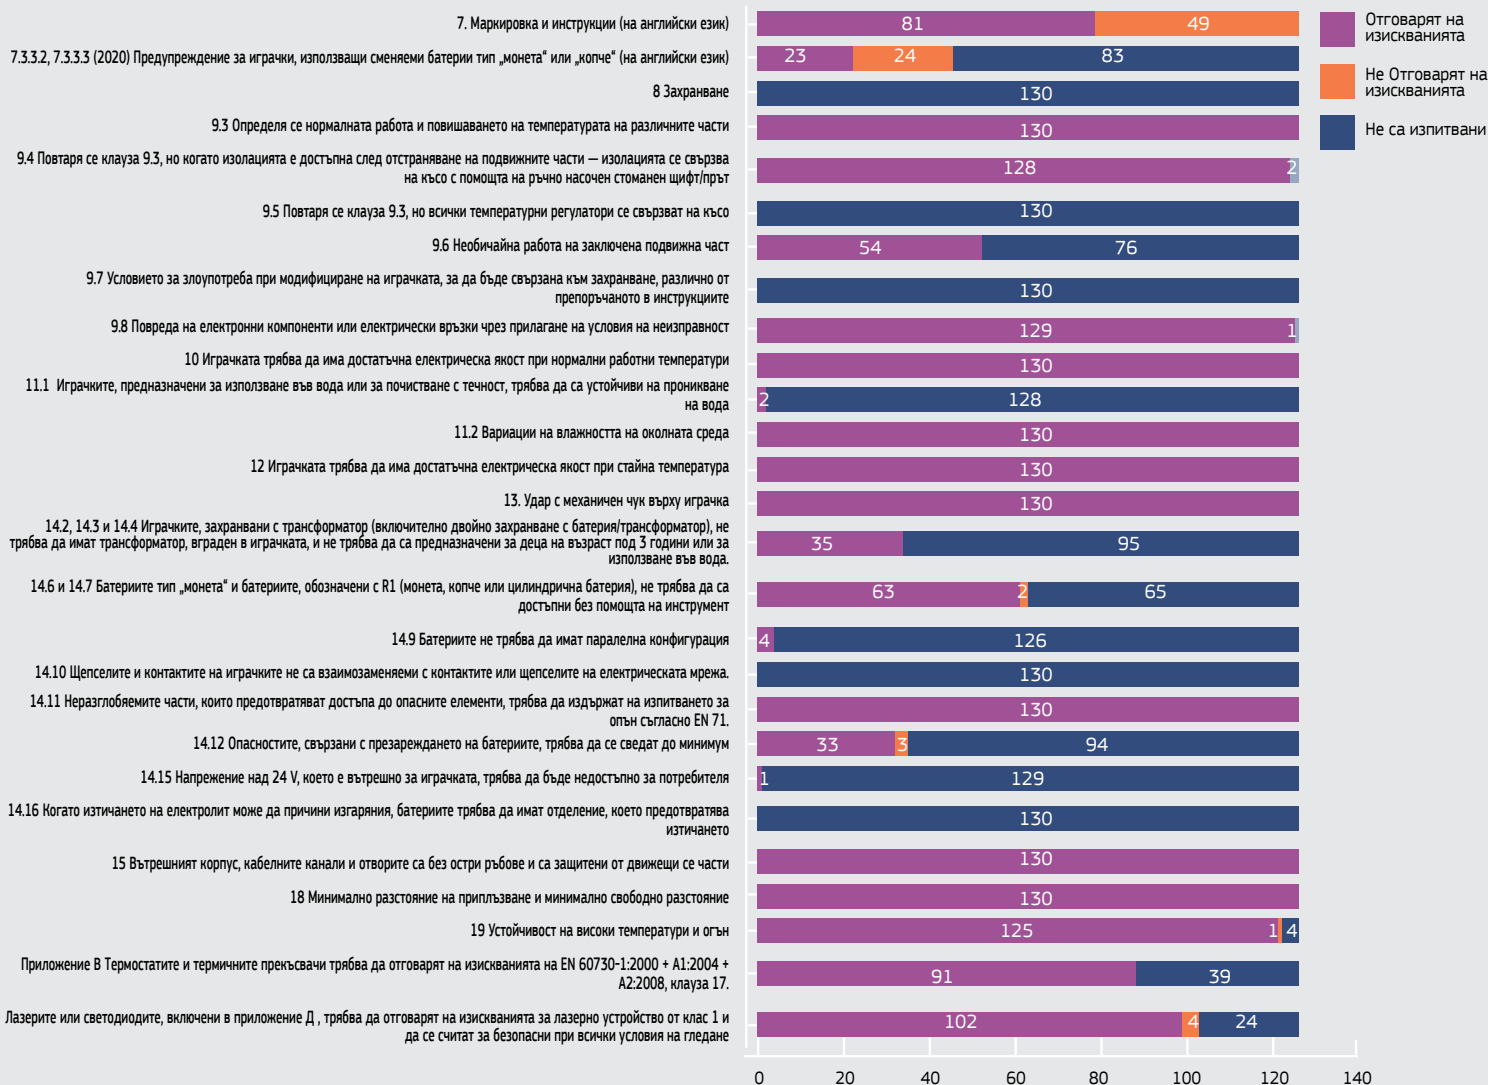 7. Маркировка и инструкции (на английски език)
81 49
7.3.3.2, 7.3.3.3 (2020) Предупреждение за играчки, използващи сменяеми батерии тип „монета“ или „копче“ (на английски език)
23 24 83
8 Захранване
130
9.3 Определя се нормалната работа и повишаването на температурата на различните части
130
9.4 Повтаря се клауза 9.3, но когато изолацията е достъпна след отстраняване на подвижните части — изолацията се свързва
на късо с помощта на ръчно насочен стоманен щифт/прът
128 2
9.5 Повтаря се клауза 9.3, но всички температурни регулатори се свързват на късо
130
9.6 Необичайна работа на заключена подвижна част
54 76
9.7 Условието за злоупотреба при модифициране на играчката, за да бъде свързана към захранване, различно от
препоръчаното в инструкциите
130
9.8 Повреда на електронни компоненти или електрически връзки чрез прилагане на условия на неизправност
129 1
10 Играчката трябва да има достатъчна електрическа якост при нормални работни температури
130
11.1 Играчките, предназначени за използване във вода или за почистване с течност, трябва да са устойчиви на проникване
на вода
2 128
11.2 Вариации на влажността на околната среда
130
12 Играчката трябва да има достатъчна електрическа якост при стайна температура
130
13. Удар с механичен чук върху играчка
130
14.2, 14.3 и 14.4 Играчките, захранвани с трансформатор (включително двойно захранване с батерия/трансформатор), не
трябва да имат трансформатор, вграден в играчката, и не трябва да са предназначени за деца на възраст под 3 години или за
използване във вода.
35 95
14.6 и 14.7 Батериите тип „монета“ и батериите, обозначени с R1 (монета, копче или цилиндрична батерия), не трябва да са
достъпни без помощта на инструмент
63 2 65
14.9 Батериите не трябва да имат паралелна конфигурация
4 126
14.10 Щепселите и контактите на играчките не са взаимозаменяеми с контактите или щепселите на електрическата мрежа.
130
14.11 Неразглобяемите части, които предотвратяват достъпа до опасните елементи, трябва да издържат на изпитването за
опън съгласно EN 71.
130
14.12 Опасностите, свързани с презареждането на батериите, трябва да се сведат до минимум
33 3 94
14.15 Напрежение над 24 V, което е вътрешно за играчката, трябва да бъде недостъпно за потребителя
1 129
14.16 Когато изтичането на електролит може да причини изгаряния, батериите трябва да имат отделение, което предотвратява
изтичането
130
15 Вътрешният корпус, кабелните канали и отворите са без остри ръбове и са защитени от движещи се части
130
18 Минимално разстояние на приплъзване и минимално свободно разстояние
130
19 Устойчивост на високи температури и огън
125 1 4
Приложение В Термостатите и термичните прекъсвачи трябва да отговарят на изискванията на EN 60730-1:2000 + A1:2004 +
A2:2008, клауза 17.
91 39
Лазерите или светодиодите, включени в приложение Д , трябва да отговарят на изискванията за лазерно устройство от клас 1 и
да се считат за безопасни при всички условия на гледане
102 4 24
0 20 40 60 80 100 120 140
Отговарят на
изискванията
Не Отговарят на
изискванията
Не са изпитвани